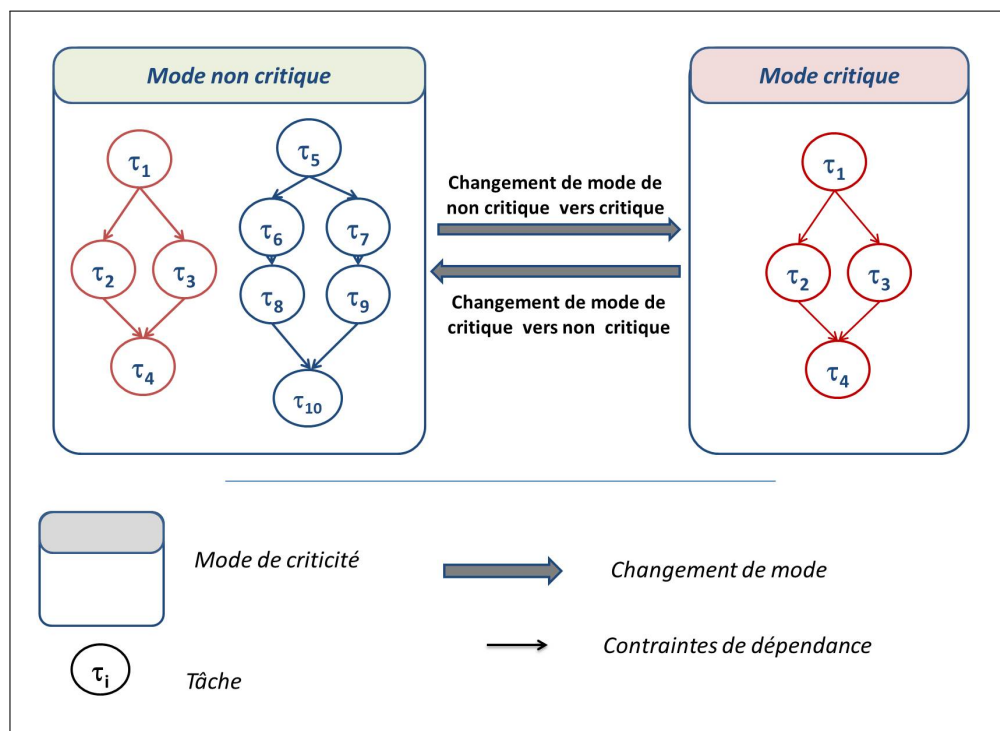 Mode non critique
Mode critique
τ1
τ5
τ1
Changement de mode de
non critique vers critique
τ6
τ7
τ2
τ3
τ2
τ3
τ8
τ9
Changement de mode de
critique vers non critique
τ4
τ4
τ10
Mode de criticité
Changement de mode
Contraintes de dépendance
τi
Tâche